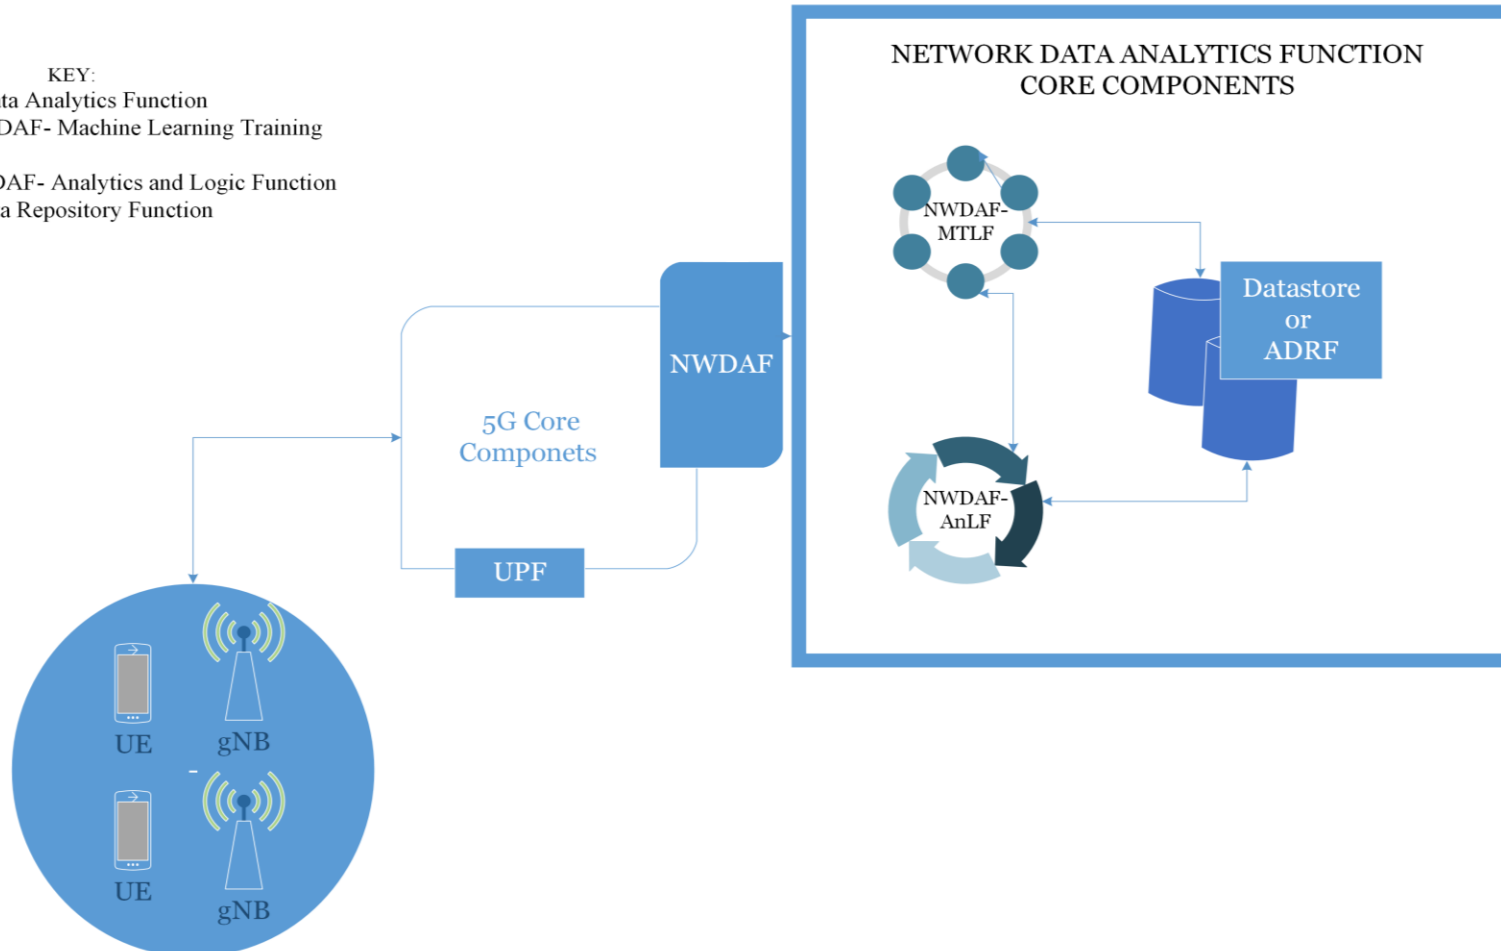 KEY:
ta Analytics Function
DAF- Machine Learning Training
DAF- Analytics and Logic Function
a Repository Function
NETWORK DATA ANALYTICS FUNCTION
CORE COMPONENTS
NWDAF-
MTLF
Datastore
or
ADRF
NWDAF
5G Core
Componets
NWDAF-
AnLF
UPF
UE
gNB
-
UE
gNB